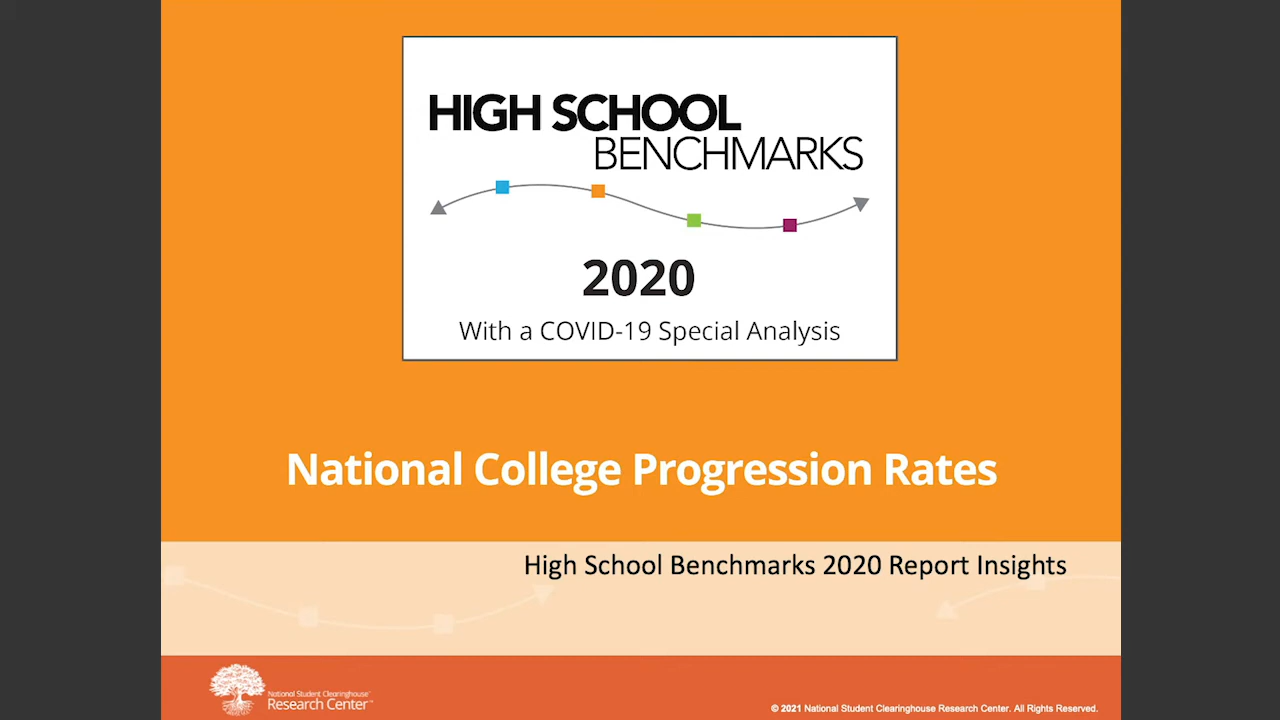 HIGH SCHOOL
BENCHMARKS
2020
With a COVID-19 Special Analysis
National College Progression Rates
High School Benchmarks 2020 Report Insights
National Student Clearinghouse®
Research Center™
© 2021 National Student Clearinghouse Research Center. All Rights Reserved.